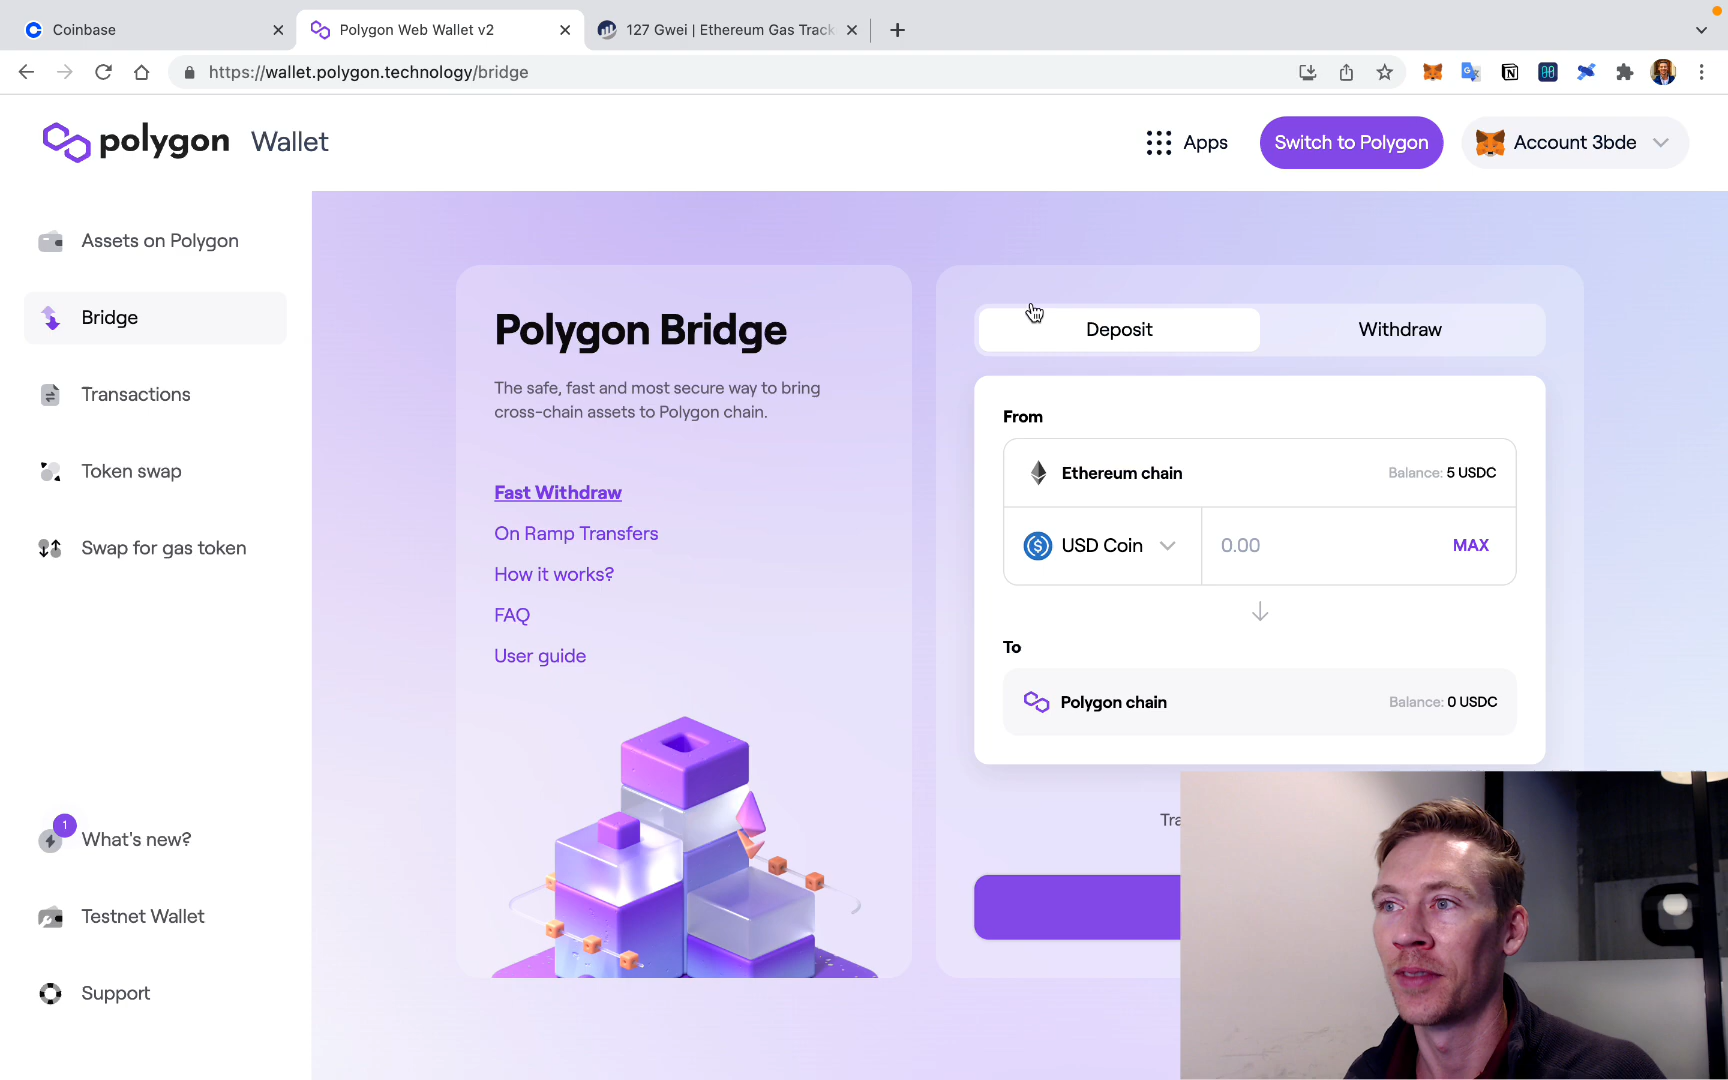 Coinbase
Polygon Web Wallet v2
127 Gwei | Ethereum Gas Track
https://wallet.polygon.technology/bridge
polygon Wallet
Apps
Switch to Polygon
Account 3bde
Assets on Polygon
Bridge
Transactions
Token swap
Swap for gas token
1
What's new?
Testnet Wallet
Support
Polygon Bridge
The safe, fast and most secure way to bring
cross-chain assets to Polygon chain.
Fast Withdraw
On Ramp Transfers
How it works?
FAQ
User guide
Deposit
Withdraw
From
Ethereum chain
Balance: 5 USDC
USD Coin
0.00
MAX
To
Polygon chain
Balance: 0 USDC
Tra